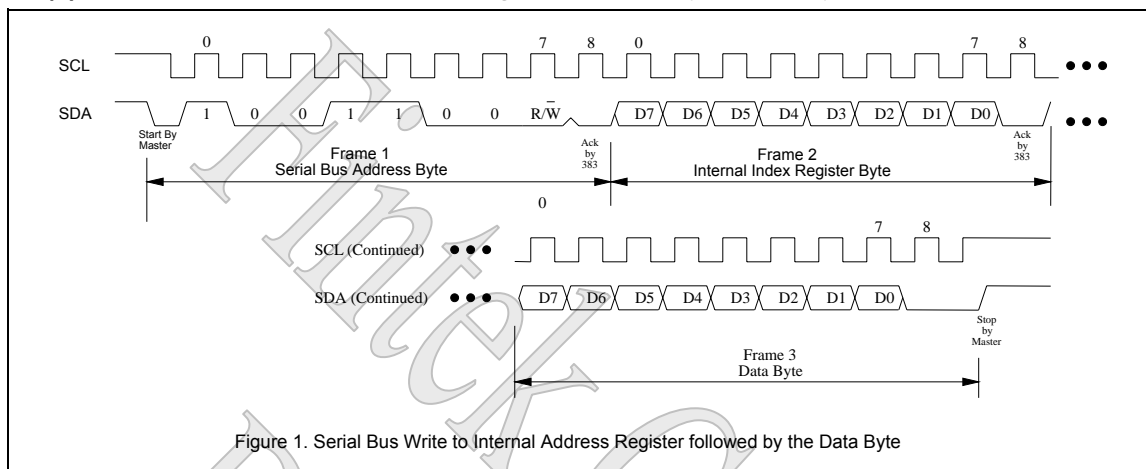 0 7 8 0 7 8
SCL
SDA 1 0 0 1 1 0 0 R/W D7 D6 D5 D4 D3 D2 D1 D0
Start By
Master
Ack
by
383
Ack
by
383
Frame 1
Serial Bus Address Byte
Frame 2
Internal Index Register Byte
0 7 8
SCL (Continued)
SDA (Continued) D7 D6 D5 D4 D3 D2 D1 D0
Stop
by
Master
Frame 3
Data Byte
Figure 1. Serial Bus Write to Internal Address Register followed by the Data Byte
Fintek